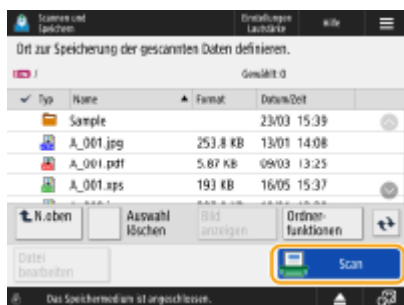 Scannen und Speichern
Einstellungen Lautstärke
Hilfe
Ort zur Speicherung der gescannten Daten definieren.
/
Gewählt: 0
Typ Name Format Datum/Zeit
Sample 23/03 15:39
A_001.jpg 253.8 KB 13/01 14:08
A_001.pdf 5.87 KB 09/03 13:25
A_001.xps 193 KB 16/05 15:37
N.oben
Auswahl löschen
Bild anzeigen
Ordner-
funktionen
Datei bearbeiten
Scan
Das Speichermedium ist angeschlossen.